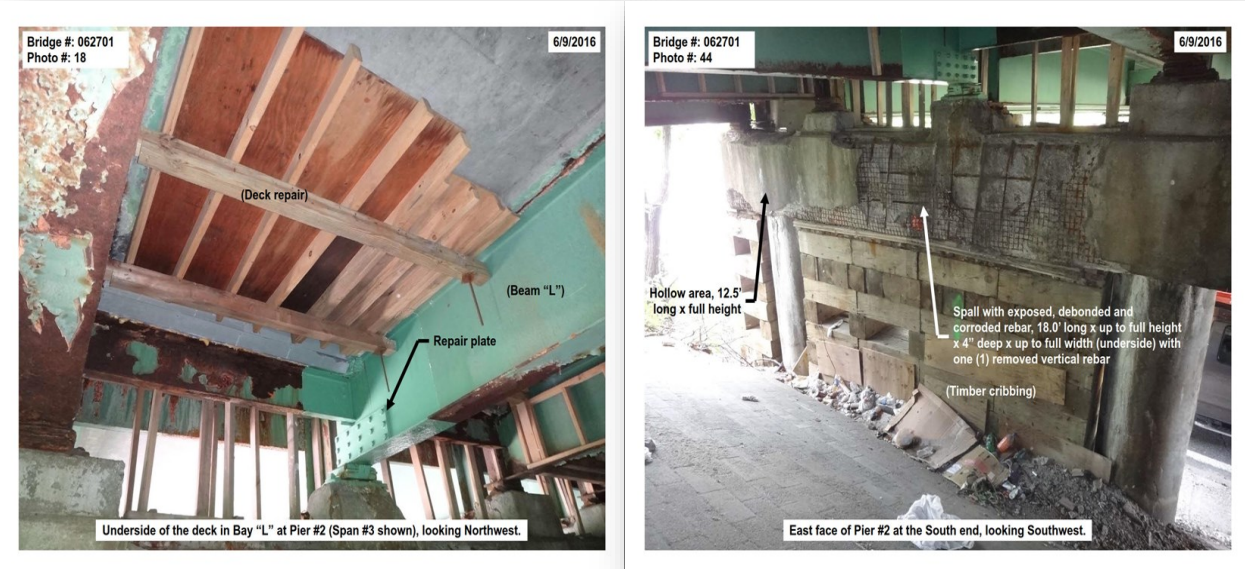 Bridge #: 062701
Photo #: 18
6/9/2016
(Deck repair)
(Beam “L”)
Repair plate
Underside of the deck in Bay “L” at Pier #2 (Span #3 shown), looking Northwest.
Bridge #: 062701
Photo #: 44
6/9/2016
Hollow area, 12.5'
long x full height
Spall with exposed, debonded and
corroded rebar, 18.0' long x up to full height
x 4" deep x up to full width (underside) with
one (1) removed vertical rebar
(Timber cribbing)
East face of Pier #2 at the South end, looking Southwest.